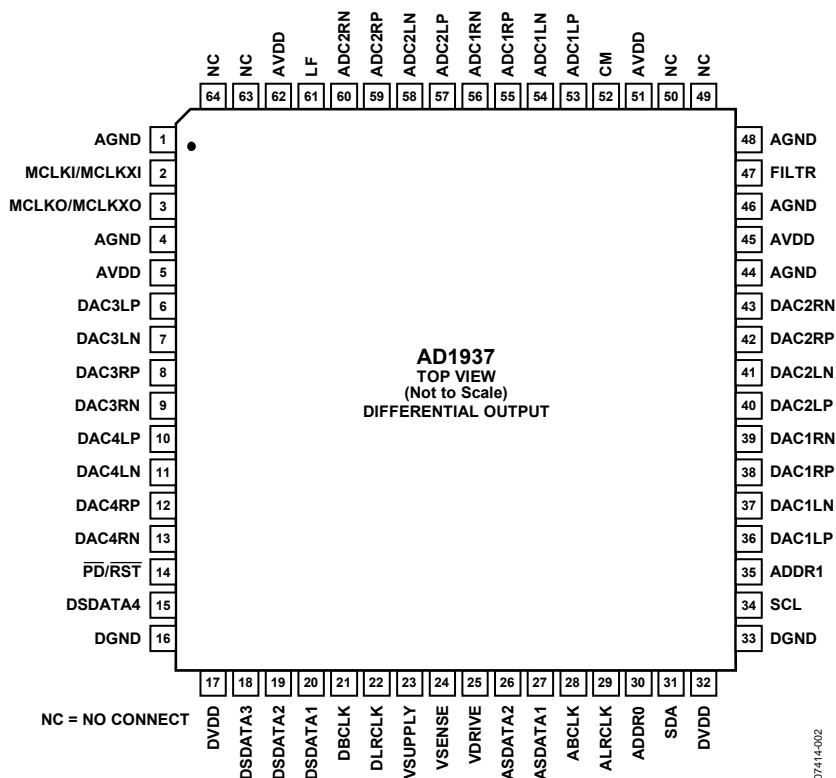 NC
NC
AVDD
LF
ADC2RN
ADC2RP
ADC2LN
ADC2LP
ADC1RN
ADC1RP
ADC1LN
ADC1LP
CM
AVDD
NC
NC
64 63 62 61 60 59 58 57 56 55 54 53 52 51 50 49
AGND 1
MCLKI/MCLKXI 2
MCLKO/MCLKXO 3
AGND 4
AVDD 5
DAC3LP 6
DAC3LN 7
DAC3RP 8
DAC3RN 9
DAC4LP 10
DAC4LN 11
DAC4RP 12
DAC4RN 13
PD/RST 14
DSDATA4 15
DGND 16
AD1937
TOP VIEW
(Not to Scale)
DIFFERENTIAL OUTPUT
48 AGND
47 FILTR
46 AGND
45 AVDD
44 AGND
43 DAC2RN
42 DAC2RP
41 DAC2LN
40 DAC2LP
39 DAC1RN
38 DAC1RP
37 DAC1LN
36 DAC1LP
35 ADDR1
34 SCL
33 DGND
17 18 19 20 21 22 23 24 25 26 27 28 29 30 31 32
DVDD
DSDATA3
DSDATA2
DSDATA1
DBCLK
DLRCLK
VSUPPLY
VSENSE
VDRIVE
ASDATA2
ASDATA1
ABCLK
ALRCLK
ADDR0
SDA
DVDD
NC = NO CONNECT
07414-002